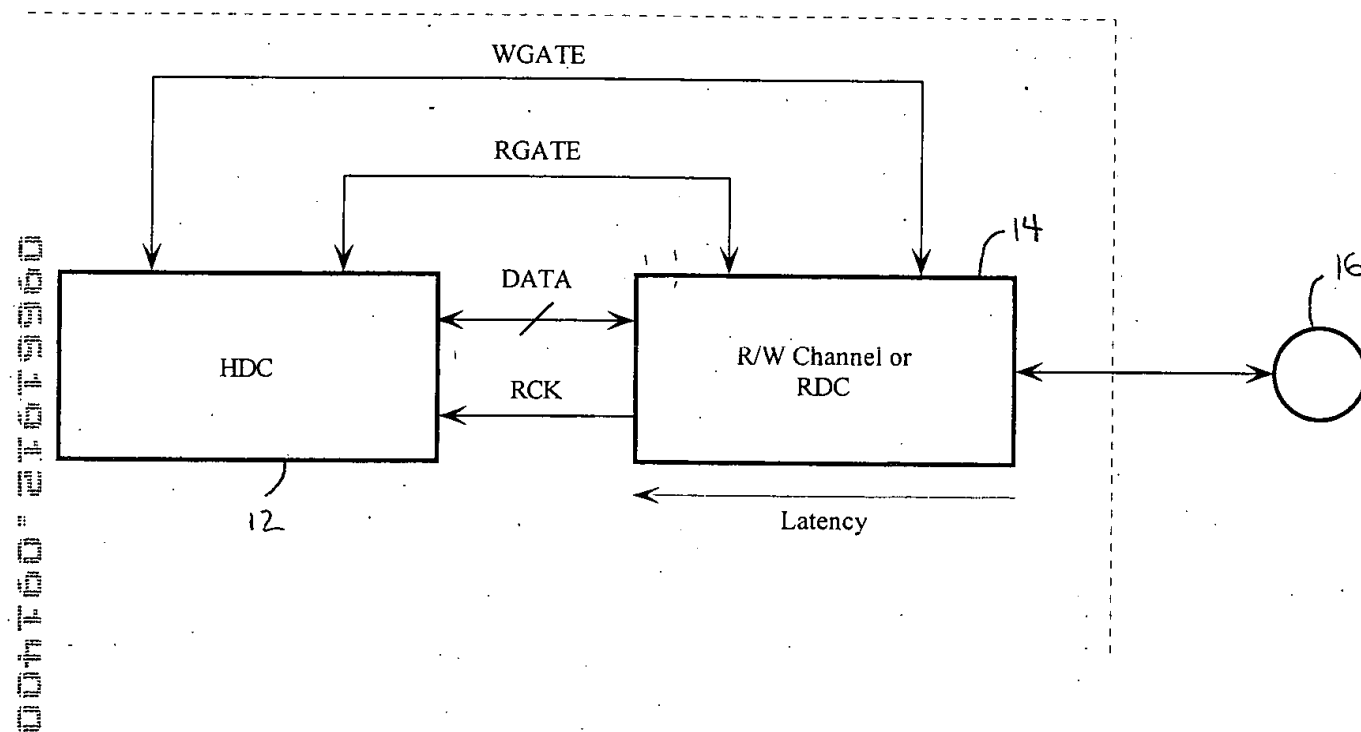 WGATE
RGATE
14
DATA
16
HDC
R/W Channel or
RDC
RCK
12
Latency